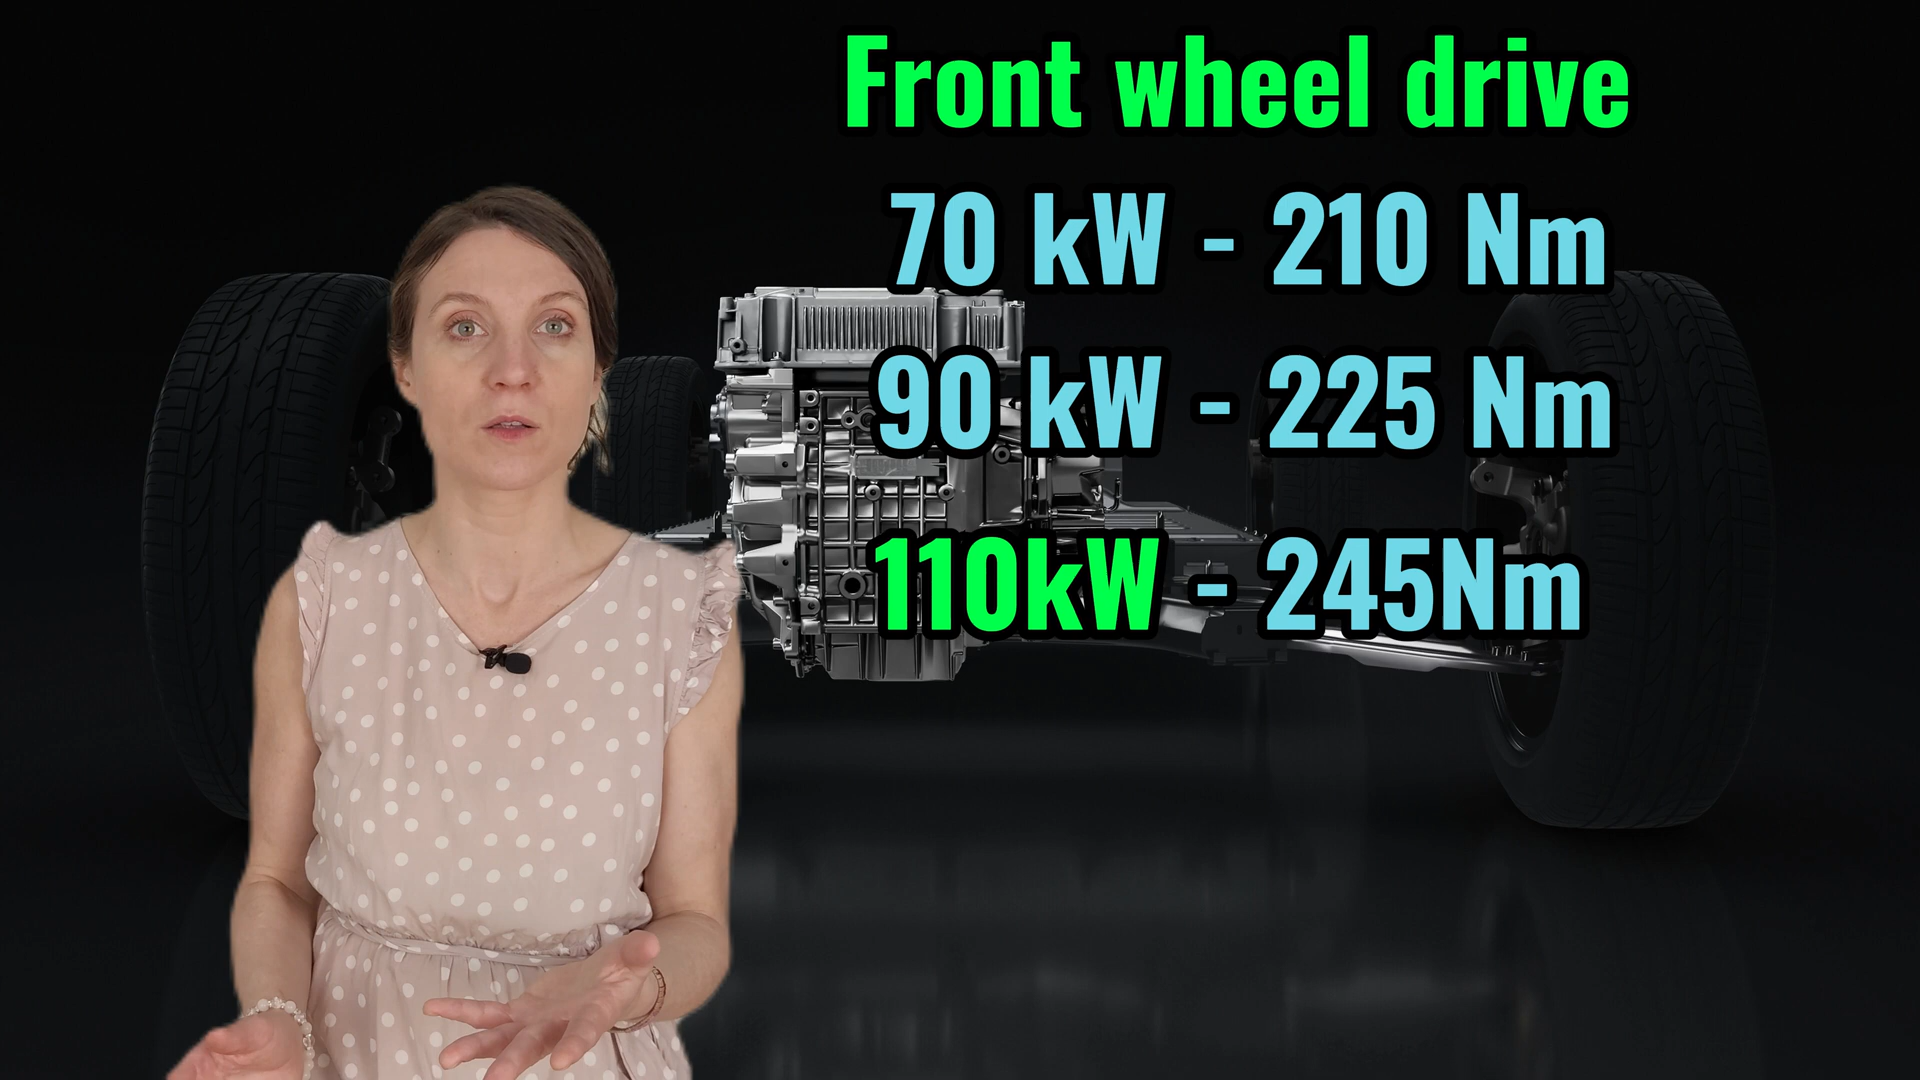 Front wheel drive
70 kW - 210 Nm
90 kW - 225 Nm
110kW - 245Nm